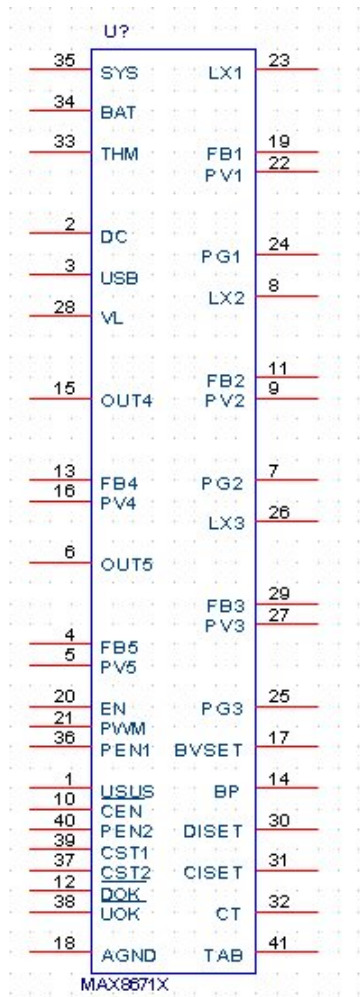 U?
35 SYS LX1 23
34 BAT
33 THM FB1 19
PV1 22
2 DC
PG1 24
3 USB
LX2 8
28 VL
FB2 11
15 OUT4 PV2 9
13 FB4 PG2 7
16 PV4
LX3 26
6 OUT5
FB3 29
PV3 27
4 FB5
5 PV5
20 EN PG3 25
21 PWM
36 PEN1 BVSET 17
1 USUS BP 14
10 CEN
40 PEN2 DISET 30
39 CST1
37 CST2 CISET 31
12 DOK
38 UOK CT 32
18 AGND TAB 41
MAX8671X